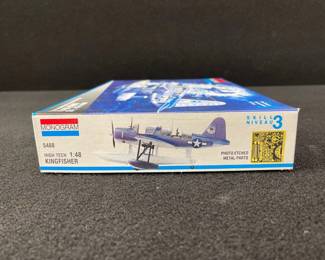 MONOGRAM
5488
HIGH TECH 1:48
KINGFISHER
SKILL
NIVEAU 3
PHOTO-ETCHED
METAL PARTS